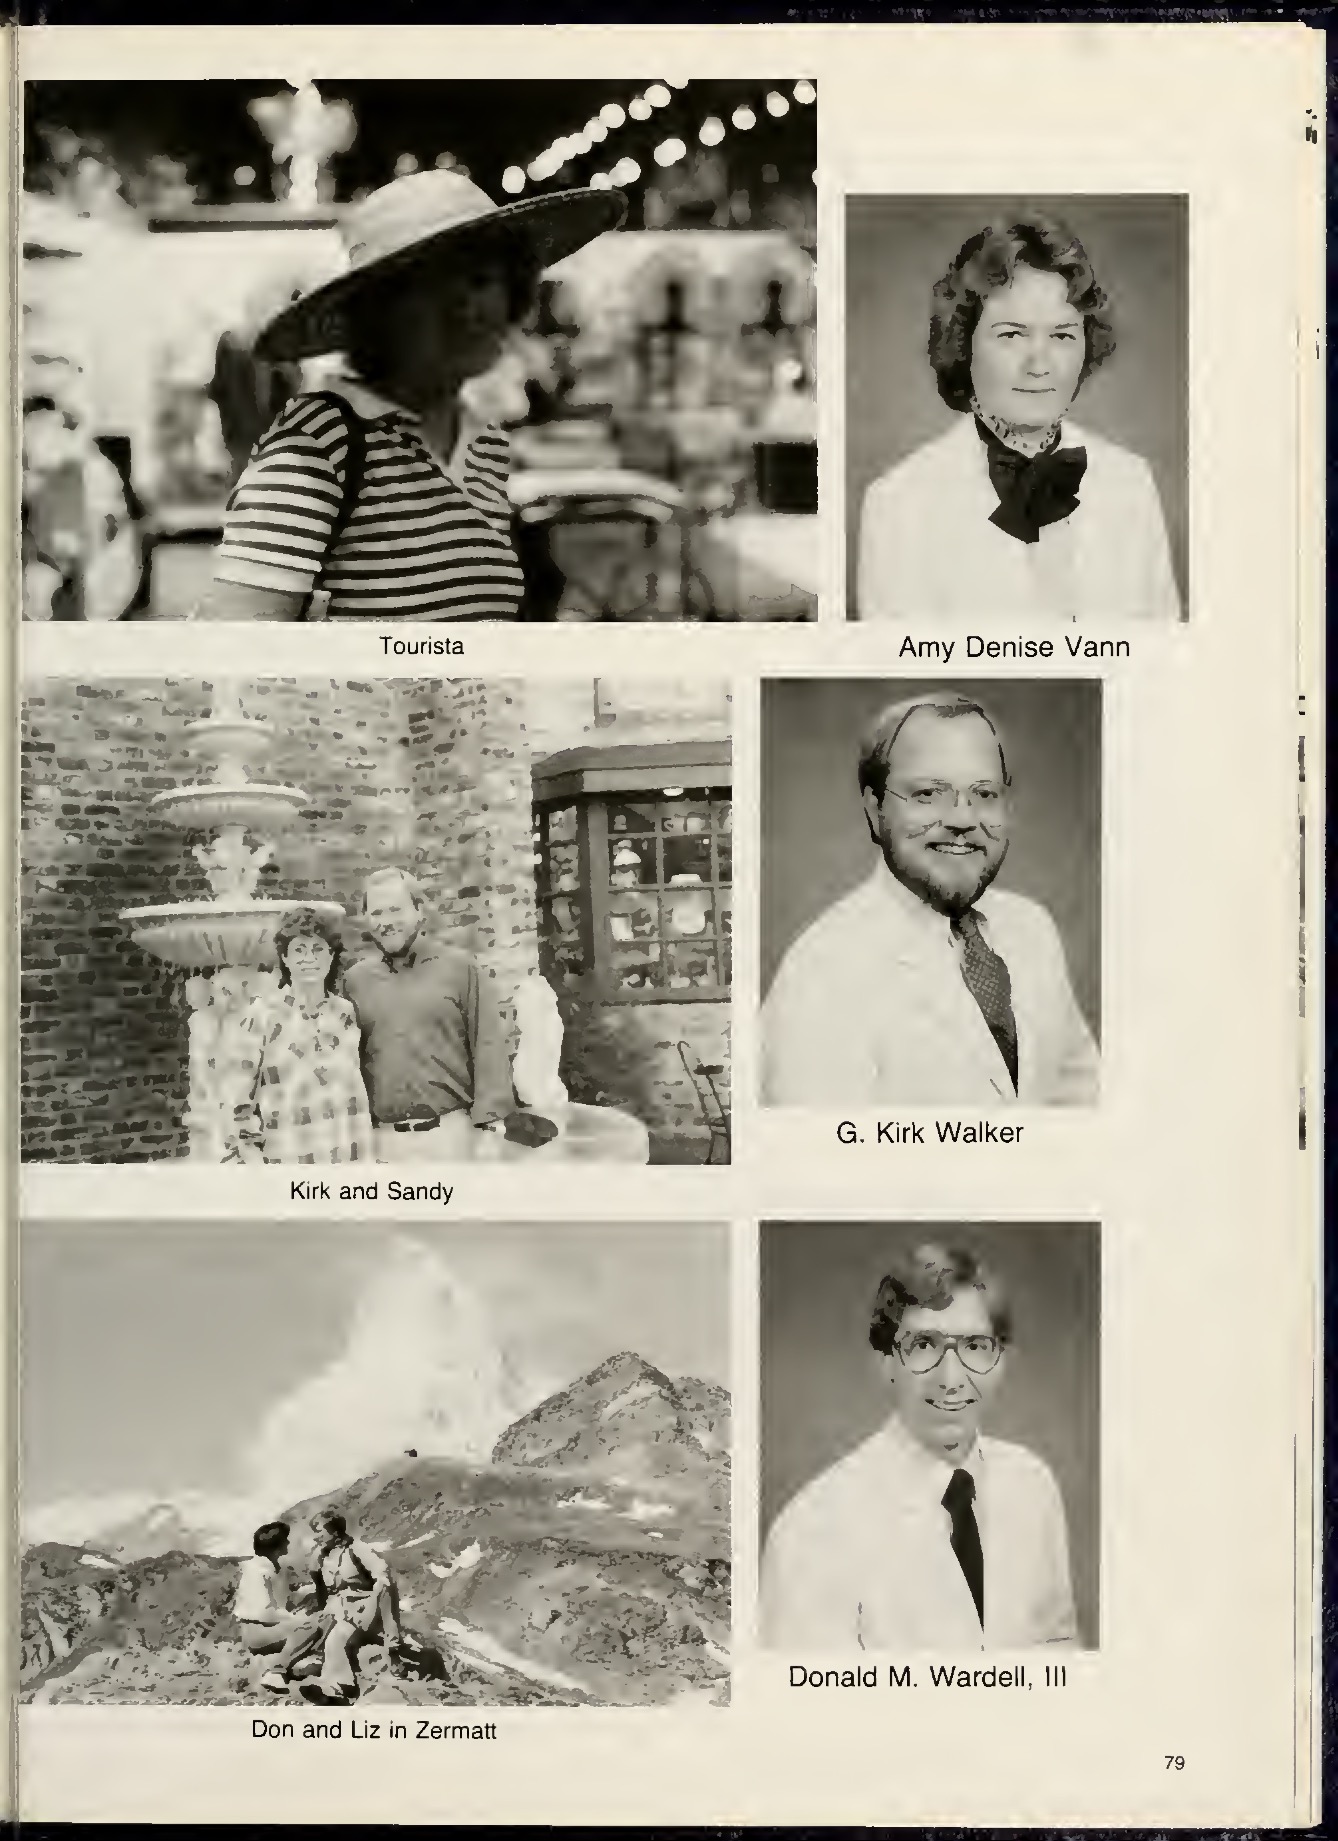 Tourista
Amy Denise Vann
Kirk and Sandy
G. Kirk Walker
Don and Liz in Zermatt
Donald M. Wardell, III
79